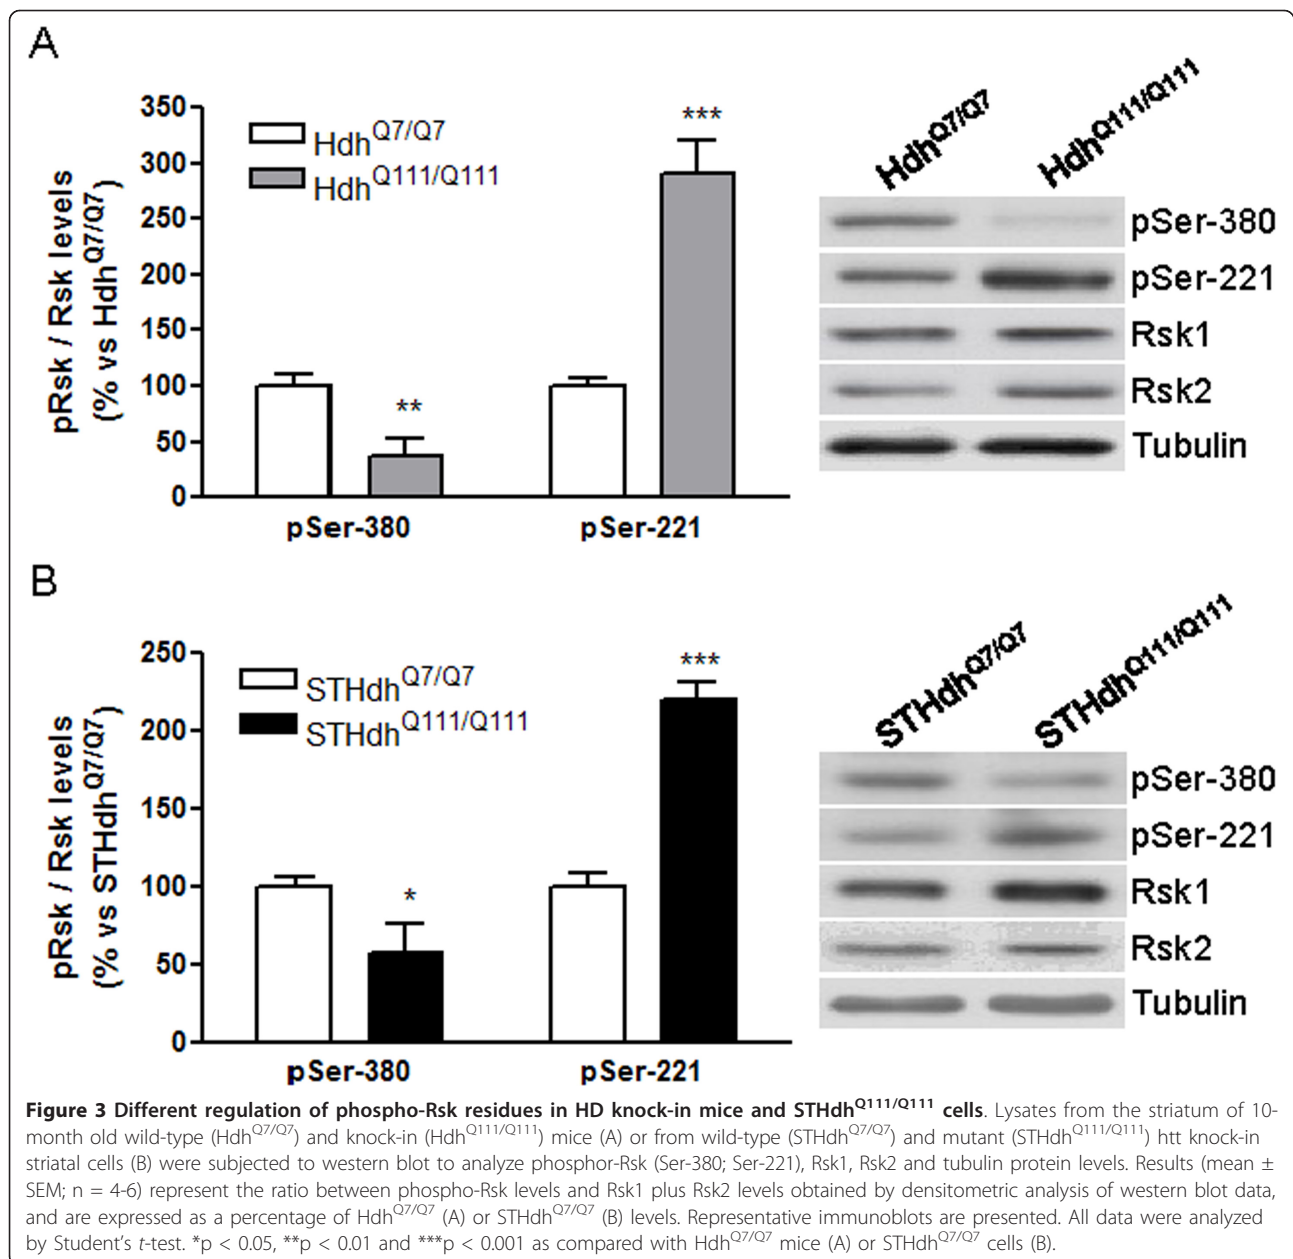 A
350
300
250
200
150
100
50
0
pRsk / Rsk levels
(% vs Hdh^Q7/Q7)
Hdh^Q7/Q7
Hdh^Q111/Q111
**
***
pSer-380 pSer-221
Hdh^Q7/Q7 Hdh^Q111/Q111
pSer-380
pSer-221
Rsk1
Rsk2
Tubulin
B
250
200
150
100
50
0
pRsk / Rsk levels
(% vs STHdh^Q7/Q7)
STHdh^Q7/Q7
STHdh^Q111/Q111
*
***
pSer-380 pSer-221
STHdh^Q7/Q7 STHdh^Q111/Q111
pSer-380
pSer-221
Rsk1
Rsk2
Tubulin
Figure 3 Different regulation of phospho-Rsk residues in HD knock-in mice and STHdh^Q111/Q111 cells. Lysates from the striatum of 10-
month old wild-type (Hdh^Q7/Q7) and knock-in (Hdh^Q111/Q111) mice (A) or from wild-type (STHdh^Q7/Q7) and mutant (STHdh^Q111/Q111) htt knock-in
striatal cells (B) were subjected to western blot to analyze phosphor-Rsk (Ser-380; Ser-221), Rsk1, Rsk2 and tubulin protein levels. Results (mean ±
SEM; n = 4-6) represent the ratio between phospho-Rsk levels and Rsk1 plus Rsk2 levels obtained by densitometric analysis of western blot data,
and are expressed as a percentage of Hdh^Q7/Q7 (A) or STHdh^Q7/Q7 (B) levels. Representative immunoblots are presented. All data were analyzed
by Student's t-test. *p < 0.05, **p < 0.01 and ***p < 0.001 as compared with Hdh^Q7/Q7 mice (A) or STHdh^Q7/Q7 cells (B).